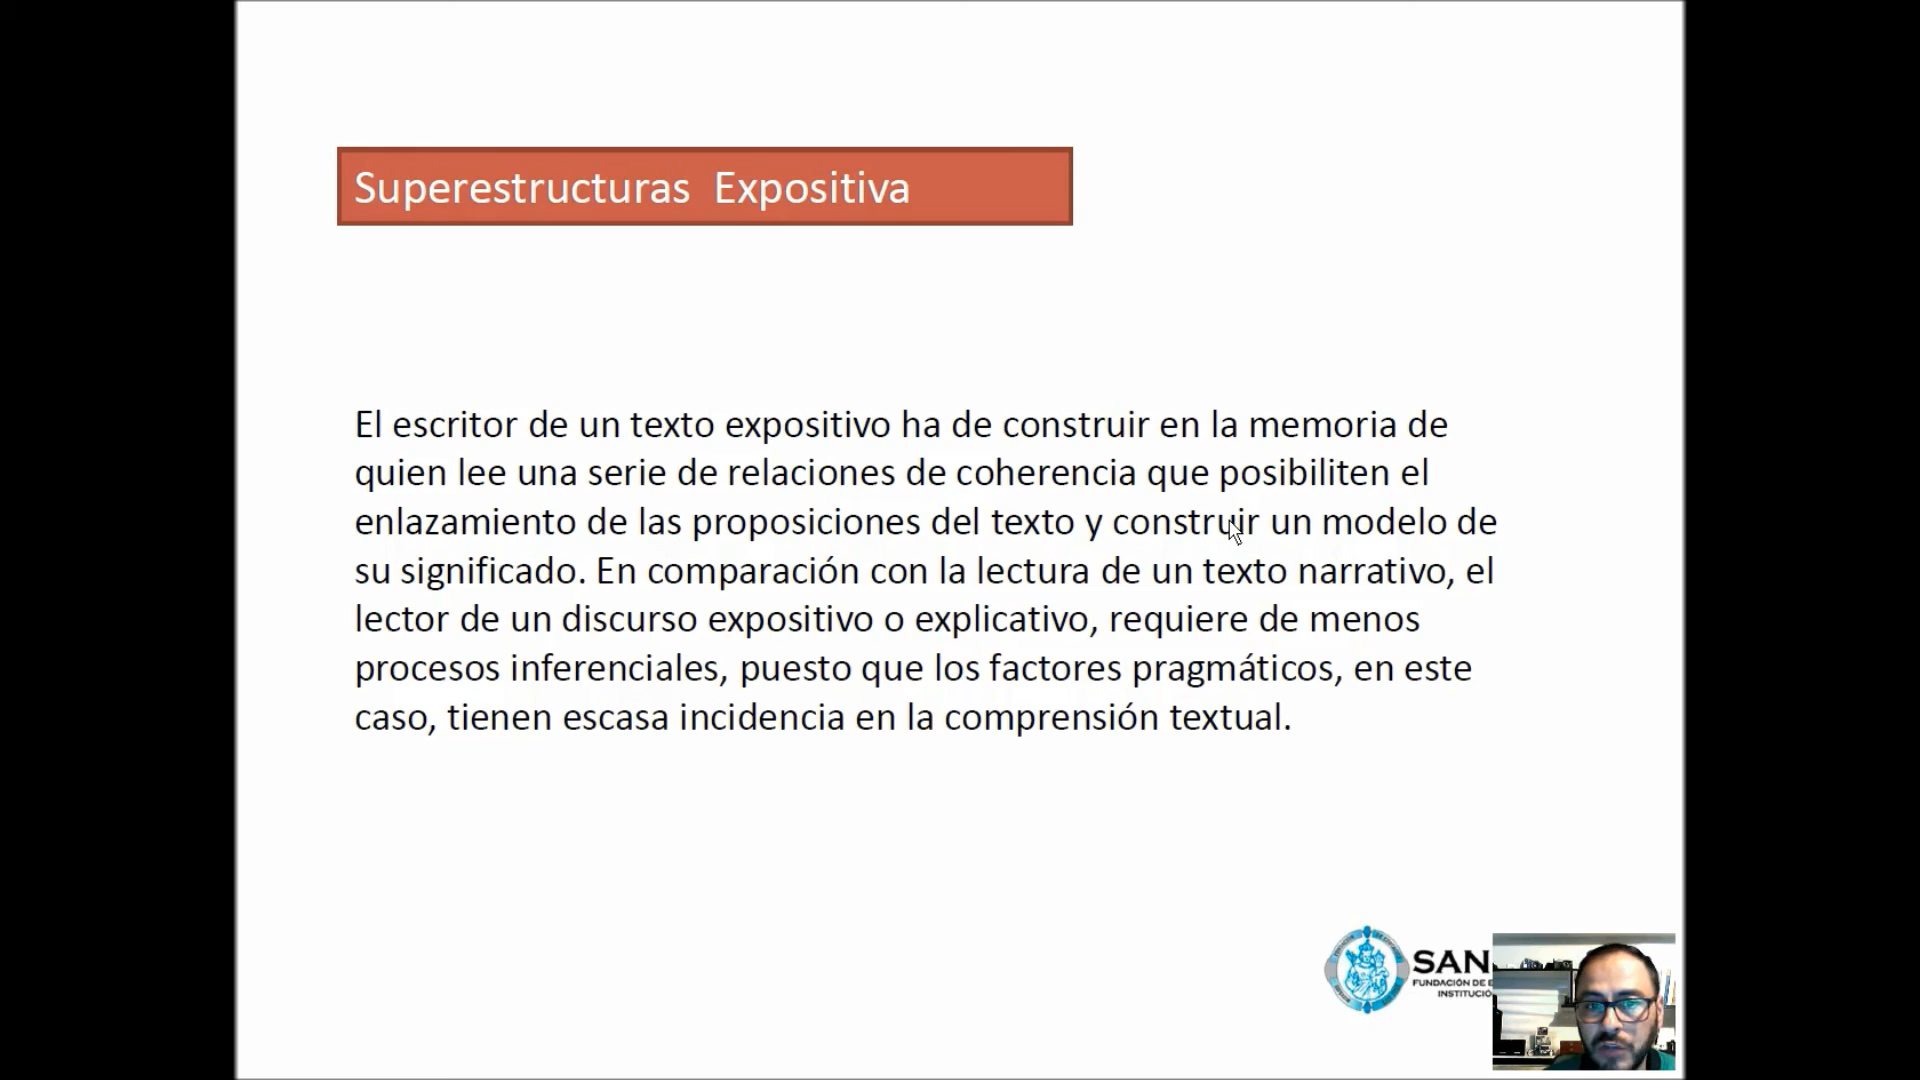 Superestructuras Expositiva
El escritor de un texto expositivo ha de construir en la memoria de
quien lee una serie de relaciones de coherencia que posibiliten el
enlazamiento de las proposiciones del texto y construir un modelo de
su significado. En comparación con la lectura de un texto narrativo, el
lector de un discurso expositivo o explicativo, requiere de menos
procesos inferenciales, puesto que los factores pragmáticos, en este
caso, tienen escasa incidencia en la comprensión textual.
SAN
FUNDACIÓN DE E
INSTITUCIÓ